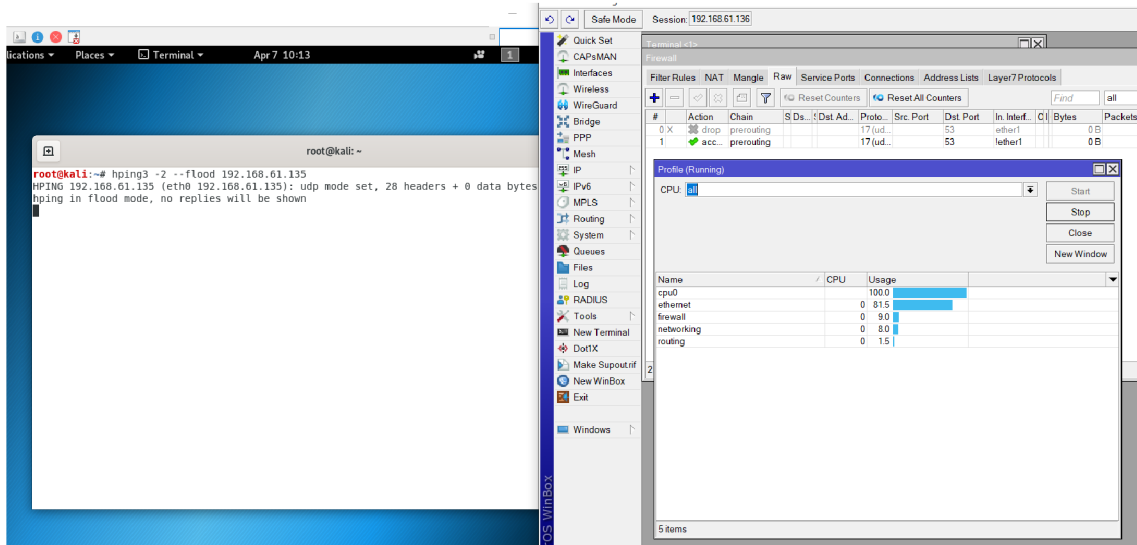 lications Places Terminal Apr 7 10:13 1
root@kali: ~
root@kali:~# hping3 -2 --flood 192.168.61.135
HPING 192.168.61.135 (eth0 192.168.61.135): udp mode set, 28 headers + 0 data bytes
hping in flood mode, no replies will be shown
Safe Mode Session: 192.168.61.136
Quick Set
CAPsMAN
Interfaces
Wireless
WireGuard
Bridge
PPP
Mesh
IP
IPv6
MPLS
Routing
System
Queues
Files
Log
RADIUS
Tools
New Terminal
Dot1X
Make Supout.rif
New WinBox
Exit
Windows
OS WinBox
Terminal <1>
Firewall
Filter Rules NAT Mangle Raw Service Ports Connections Address Lists Layer7 Protocols
Reset Counters Reset All Counters Find all
# Action Chain S Ds... Dst. Ad... Proto... Src. Port Dst. Port In. Interf... Bytes Packets
0 X drop prerouting 17 (ud... 53 ether1 0 B
1 acc... prerouting 17 (ud... 53 !ether1 0 B
Profile (Running)
CPU: all
Start
Stop
Close
New Window
Name CPU Usage
cpu0 100.0
ethernet 0 81.5
firewall 0 9.0
networking 0 8.0
routing 0 1.5
5 items
2